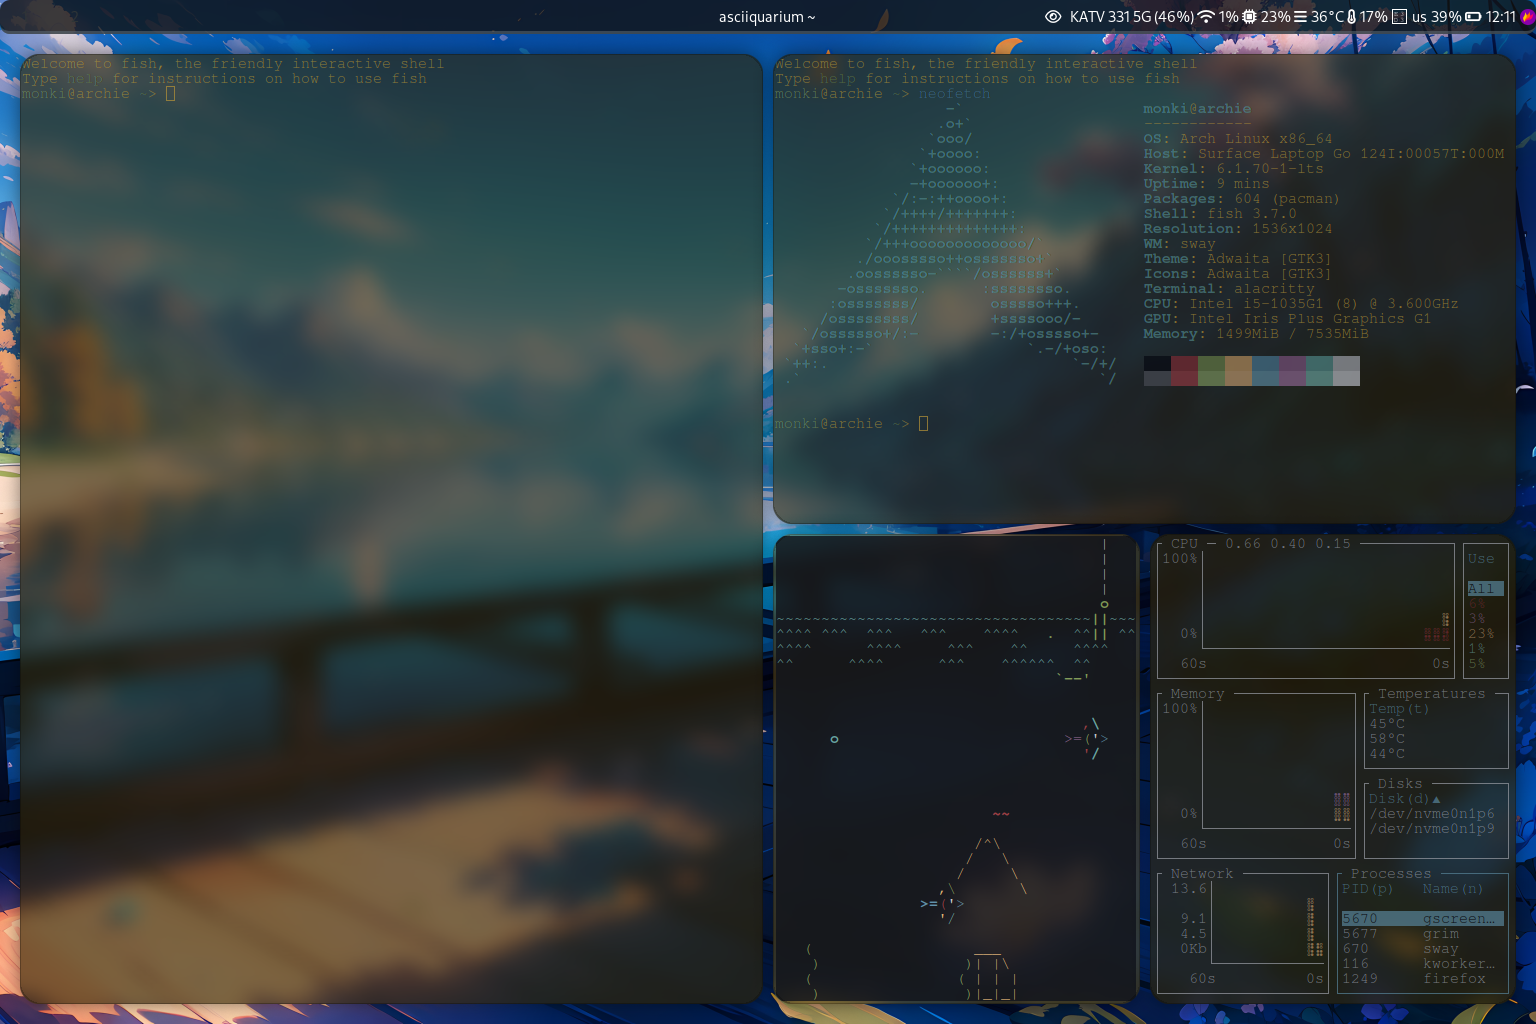 asciiquarium ~
KATV 331 5G (46%) 1% 23% 36°C 17% us 39% 12:11
Welcome to fish, the friendly interactive shell
Type help for instructions on how to use fish
monki@archie ~>
Welcome to fish, the friendly interactive shell
Type help for instructions on how to use fish
monki@archie ~> neofetch
monki@archie
------------
OS: Arch Linux x86_64
Host: Surface Laptop Go 124I:00057T:000M
Kernel: 6.1.70-1-lts
Uptime: 9 mins
Packages: 604 (pacman)
Shell: fish 3.7.0
Resolution: 1536x1024
WM: sway
Theme: Adwaita [GTK3]
Icons: Adwaita [GTK3]
Terminal: alacritty
CPU: Intel i5-1035G1 (8) @ 3.600GHz
GPU: Intel Iris Plus Graphics G1
Memory: 1499MiB / 7535MiB
monki@archie ~>
CPU — 0.66 0.40 0.15
100%
0%
60s 0s
Use
All
6%
3%
23%
1%
5%
Memory
100%
0%
60s 0s
Temperatures
Temp(t)
45°C
58°C
44°C
Disks
Disk(d)▲
/dev/nvme0n1p6
/dev/nvme0n1p9
Network
13.6
9.1
4.5
0Kb
60s 0s
Processes
PID(p) Name(n)
5670 gscreen…
5677 grim
670 sway
116 kworker…
1249 firefox